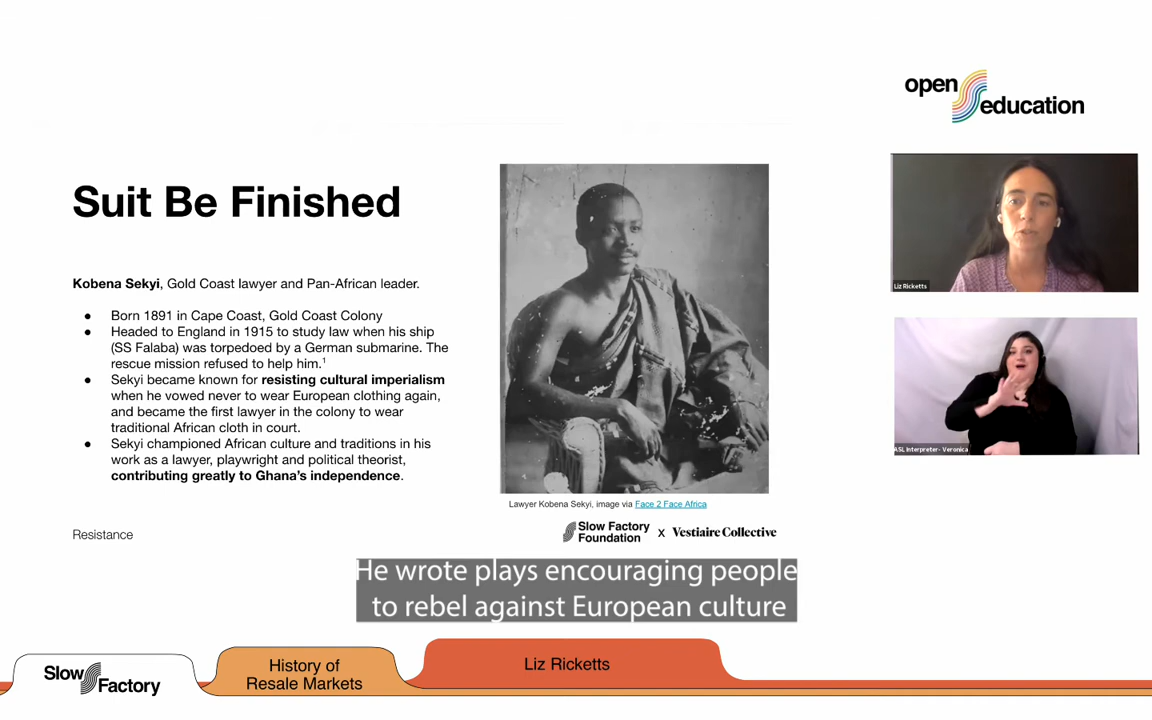 open
education
Suit Be Finished
Kobena Sekyi, Gold Coast lawyer and Pan-African leader.
● Born 1891 in Cape Coast, Gold Coast Colony
● Headed to England in 1915 to study law when his ship
(SS Falaba) was torpedoed by a German submarine. The
rescue mission refused to help him.1
● Sekyi became known for resisting cultural imperialism
when he vowed never to wear European clothing again,
and became the first lawyer in the colony to wear
traditional African cloth in court.
● Sekyi championed African culture and traditions in his
work as a lawyer, playwright and political theorist,
contributing greatly to Ghana's independence.
Lawyer Kobena Sekyi, image via Face 2 Face Africa
Resistance
Slow Factory
Foundation x Vestiaire Collective
Liz Ricketts
ASL Interpreter- Veronica
He wrote plays encouraging people
to rebel against European culture
Slow
Factory
History of
Resale Markets
Liz Ricketts